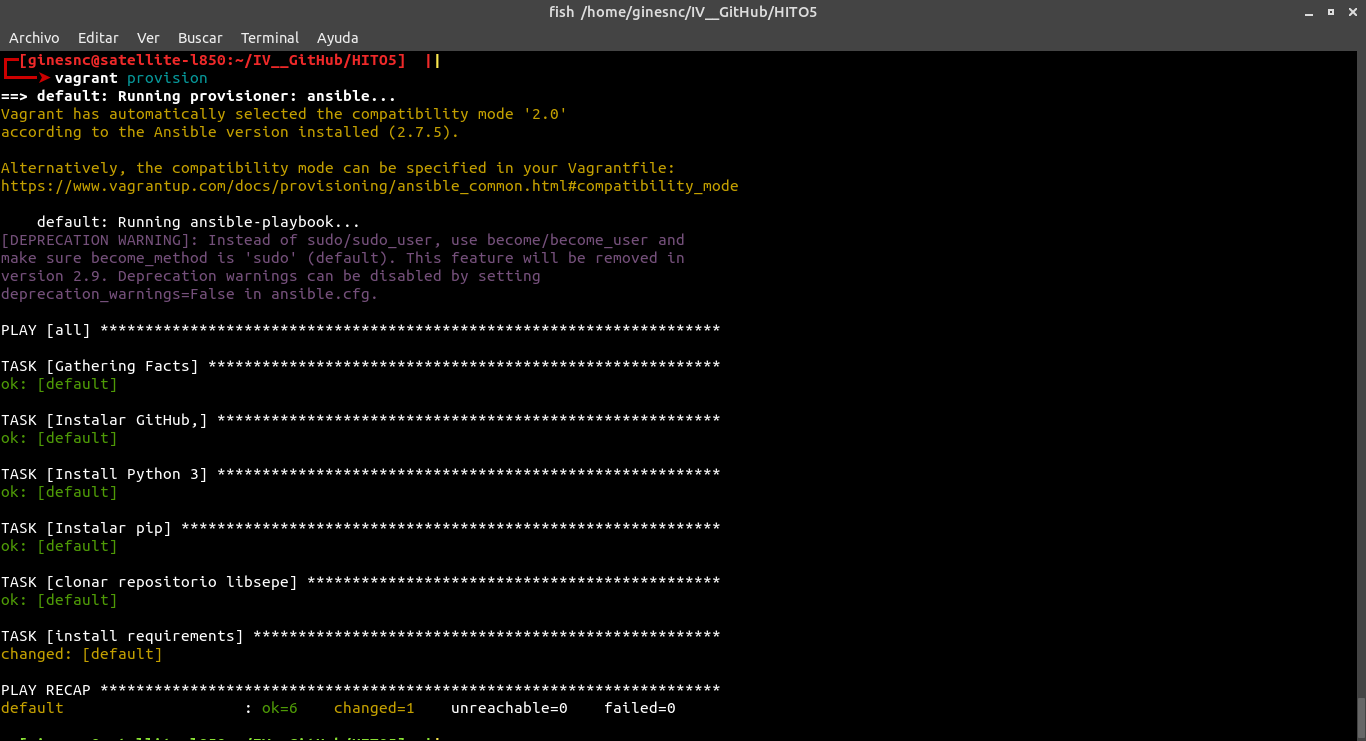 fish /home/ginesnc/IV__GitHub/HITO5
Archivo Editar Ver Buscar Terminal Ayuda
[ginesnc@satellite-l850:~/IV__GitHub/HITO5] ||
vagrant provision
==> default: Running provisioner: ansible...
Vagrant has automatically selected the compatibility mode '2.0'
according to the Ansible version installed (2.7.5).
Alternatively, the compatibility mode can be specified in your Vagrantfile:
https://www.vagrantup.com/docs/provisioning/ansible_common.html#compatibility_mode
default: Running ansible-playbook...
[DEPRECATION WARNING]: Instead of sudo/sudo_user, use become/become_user and
make sure become_method is 'sudo' (default). This feature will be removed in
version 2.9. Deprecation warnings can be disabled by setting
deprecation_warnings=False in ansible.cfg.
PLAY [all] *********************************************************************
TASK [Gathering Facts] *********************************************************
ok: [default]
TASK [Instalar GitHub,] ********************************************************
ok: [default]
TASK [Install Python 3] ********************************************************
ok: [default]
TASK [Instalar pip] ************************************************************
ok: [default]
TASK [clonar repositorio libsepe] **********************************************
ok: [default]
TASK [install requirements] ****************************************************
changed: [default]
PLAY RECAP *********************************************************************
default : ok=6 changed=1 unreachable=0 failed=0